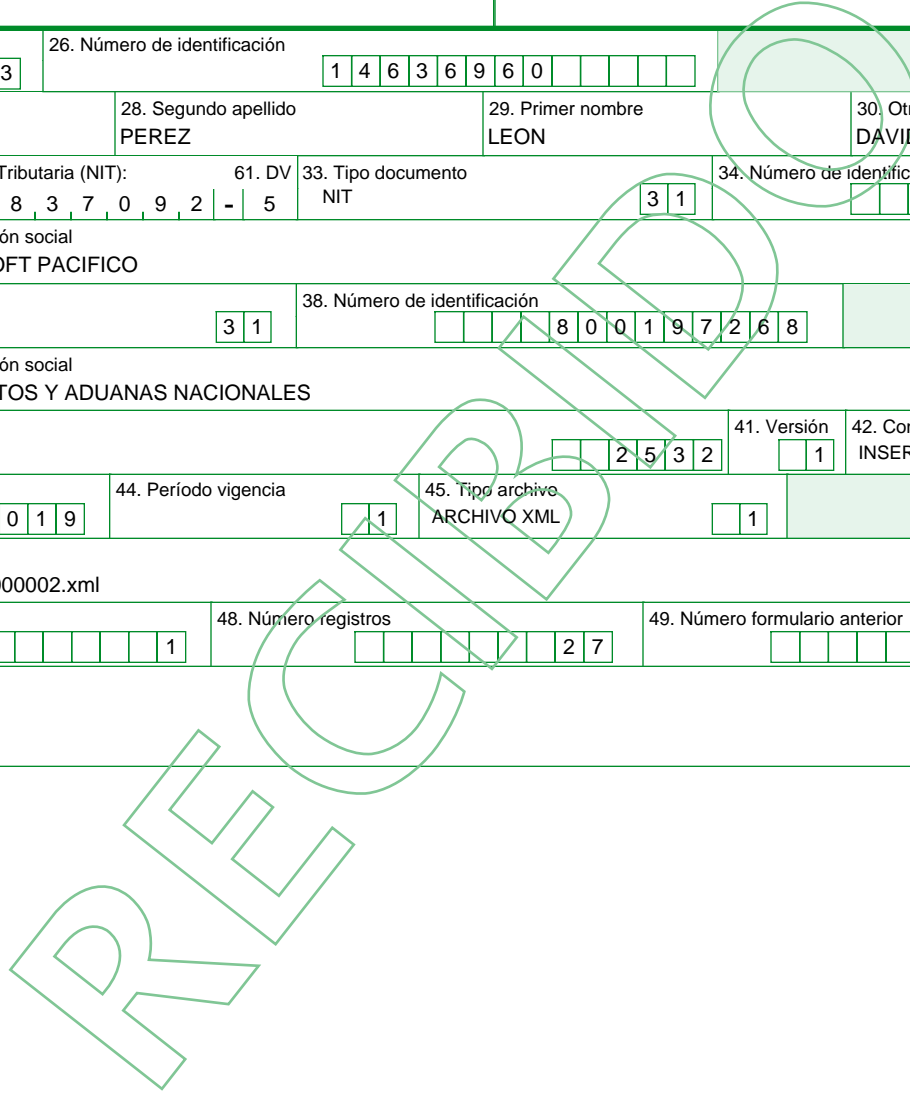 26. Número de identificación
3 1 4 6 3 6 9 6 0
28. Segundo apellido 29. Primer nombre 30. Otr
PEREZ LEON DAVID
Tributaria (NIT): 61. DV 33. Tipo documento 34. Número de identific
8 3 7 0 9 2 - 5 NIT 3 1
ón social
OFT PACIFICO
38. Número de identificación
3 1 8 0 0 1 9 7 2 6 8
ón social
TOS Y ADUANAS NACIONALES
41. Versión 42. Con
2 5 3 2 1 INSER
44. Período vigencia 45. Tipo archivo
0 1 9 1 ARCHIVO XML 1
000002.xml
48. Número registros 49. Número formulario anterior
1 2 7
RECIBIDO